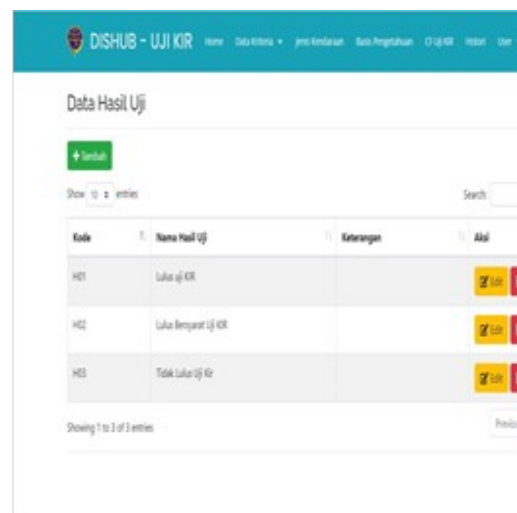 DISHUB - UJI KIR Home Data Kriteria Jenis Kendaraan Basis Pengetahuan CF Uji KIR Histori User
Data Hasil Uji
+ Tambah
Show 10 entries Search:
Kode Nama Hasil Uji Keterangan Aksi
H01 Lulus uji KIR Edit
H02 Lulus Bersyarat Uji KIR Edit
H03 Tidak Lulus Uji Kir Edit
Showing 1 to 3 of 3 entries Previou